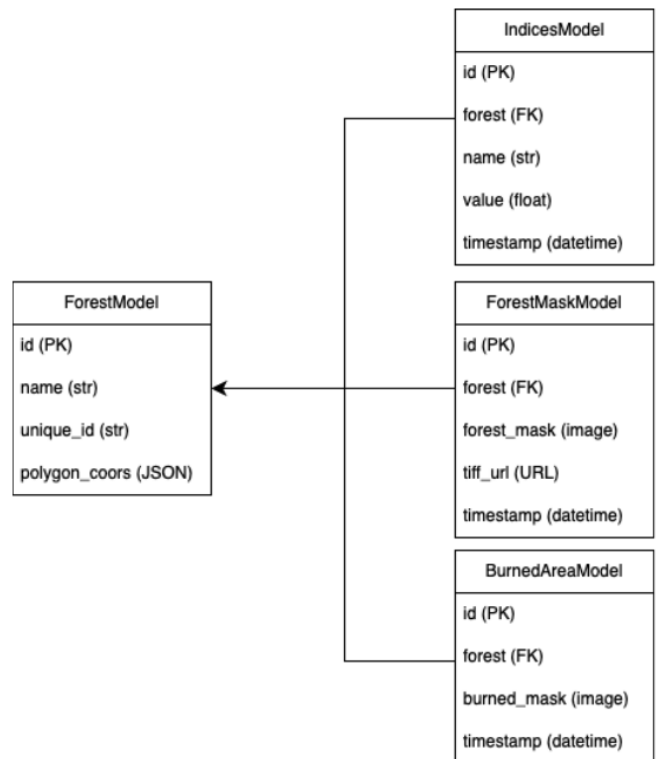 ForestModel
id (PK)
name (str)
unique_id (str)
polygon_coors (JSON)
IndicesModel
id (PK)
forest (FK)
name (str)
value (float)
timestamp (datetime)
ForestMaskModel
id (PK)
forest (FK)
forest_mask (image)
tiff_url (URL)
timestamp (datetime)
BurnedAreaModel
id (PK)
forest (FK)
burned_mask (image)
timestamp (datetime)